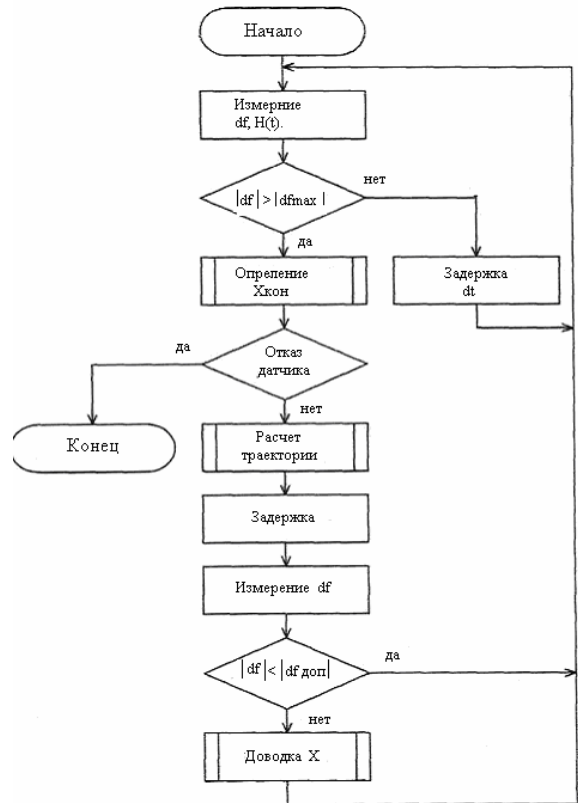 Начало
Измерние
df, H(t).
|df| > |dfmax|
нет
да
Опреление
Хкон
Задержка
dt
да
Отказ
датчика
нет
Конец
Расчет
траектории
Задержка
Измерение df
|df| < |df доп|
да
нет
Доводка X